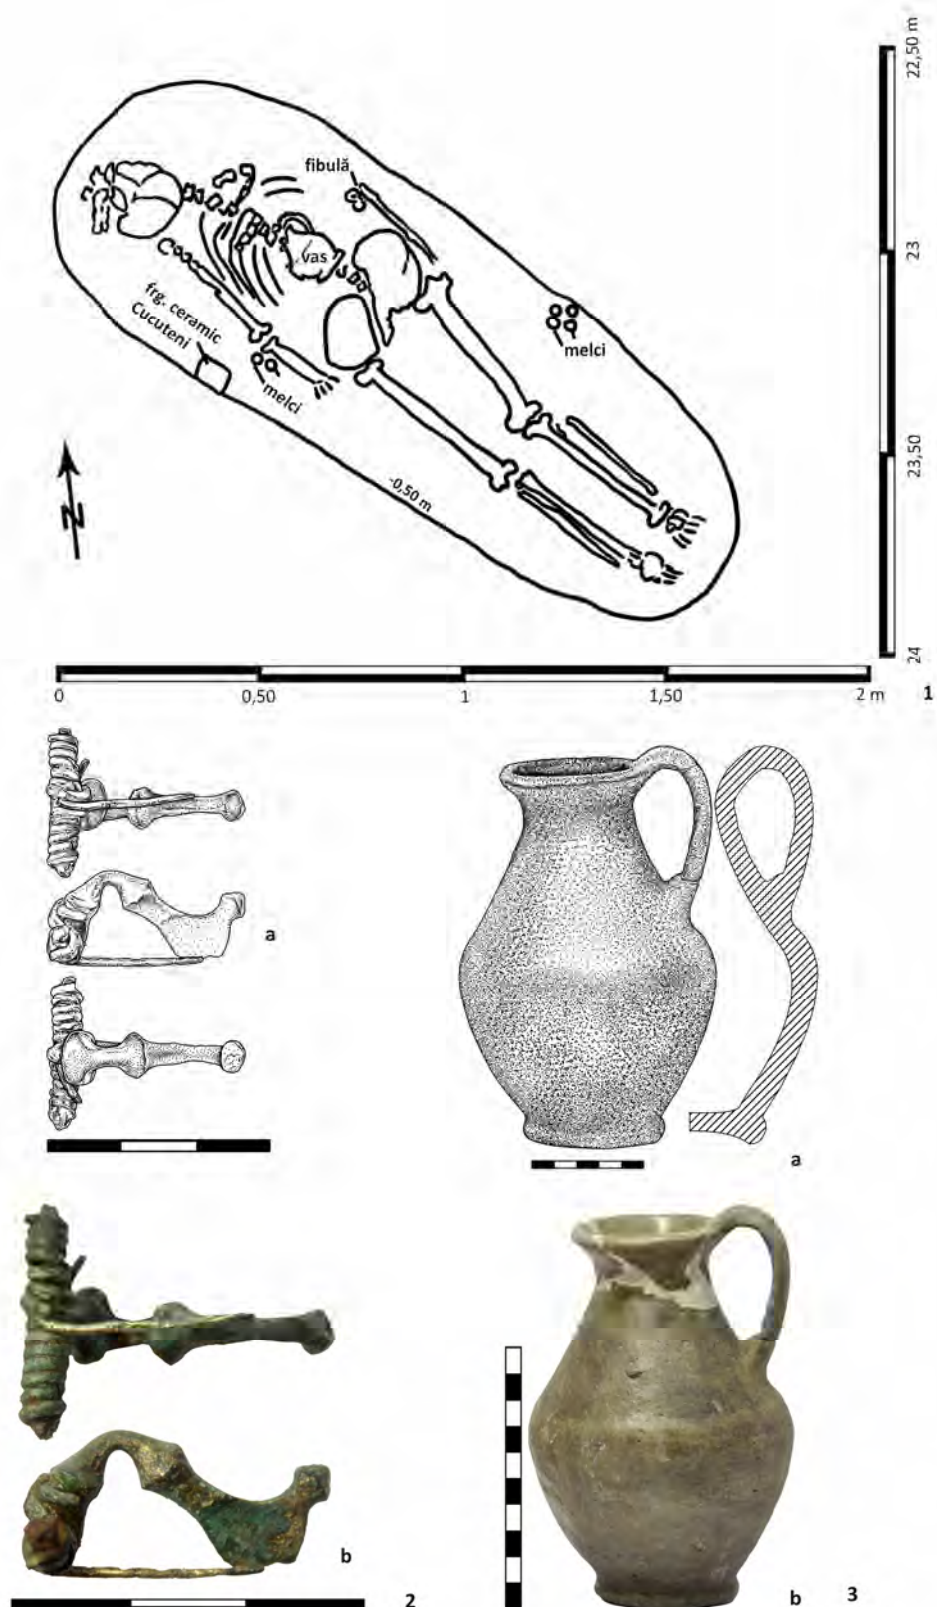 22,50 m
fibulă
vas
23
frg. ceramic
Cucuteni
melci
melci
23,50
-0,50 m
N
24
0
0,50
1
1,50
2 m
1
a
a
b
2
b
3